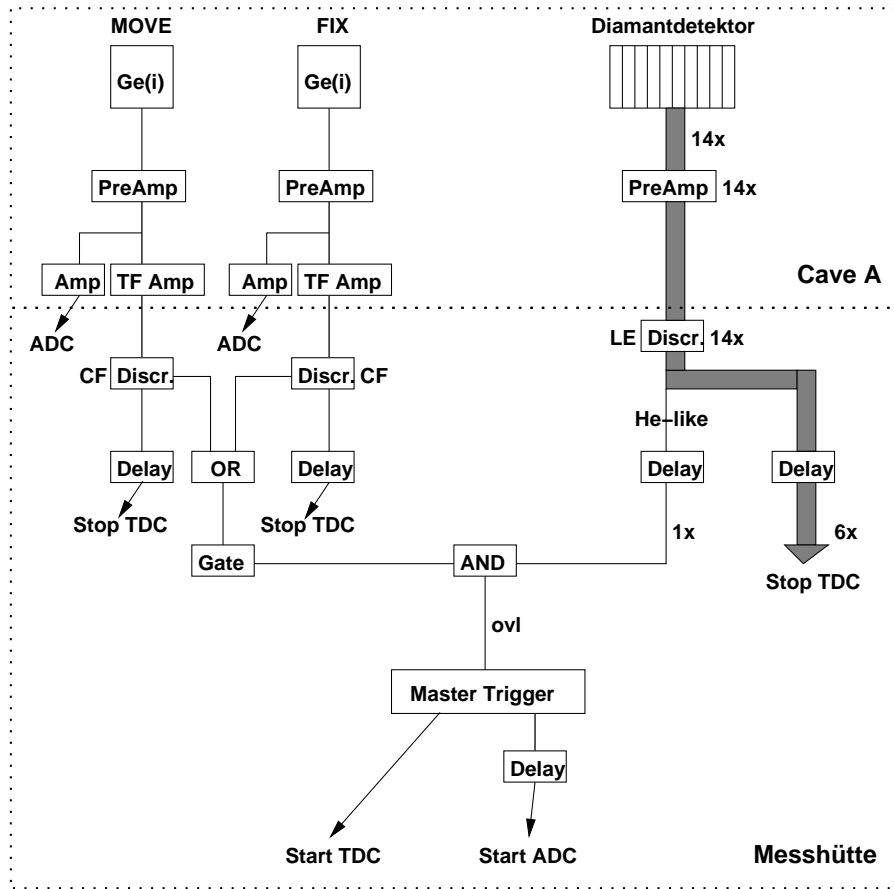 MOVE FIX Diamantdetektor
Ge(i) Ge(i)
14x
PreAmp PreAmp PreAmp 14x
Amp TF Amp Amp TF Amp Cave A
ADC ADC LE Discr. 14x
CF Discr. Discr. CF
He-like
Delay OR Delay Delay Delay
Stop TDC Stop TDC 1x 6x
Gate AND Stop TDC
ovl
Master Trigger
Delay
Start TDC Start ADC Messhütte